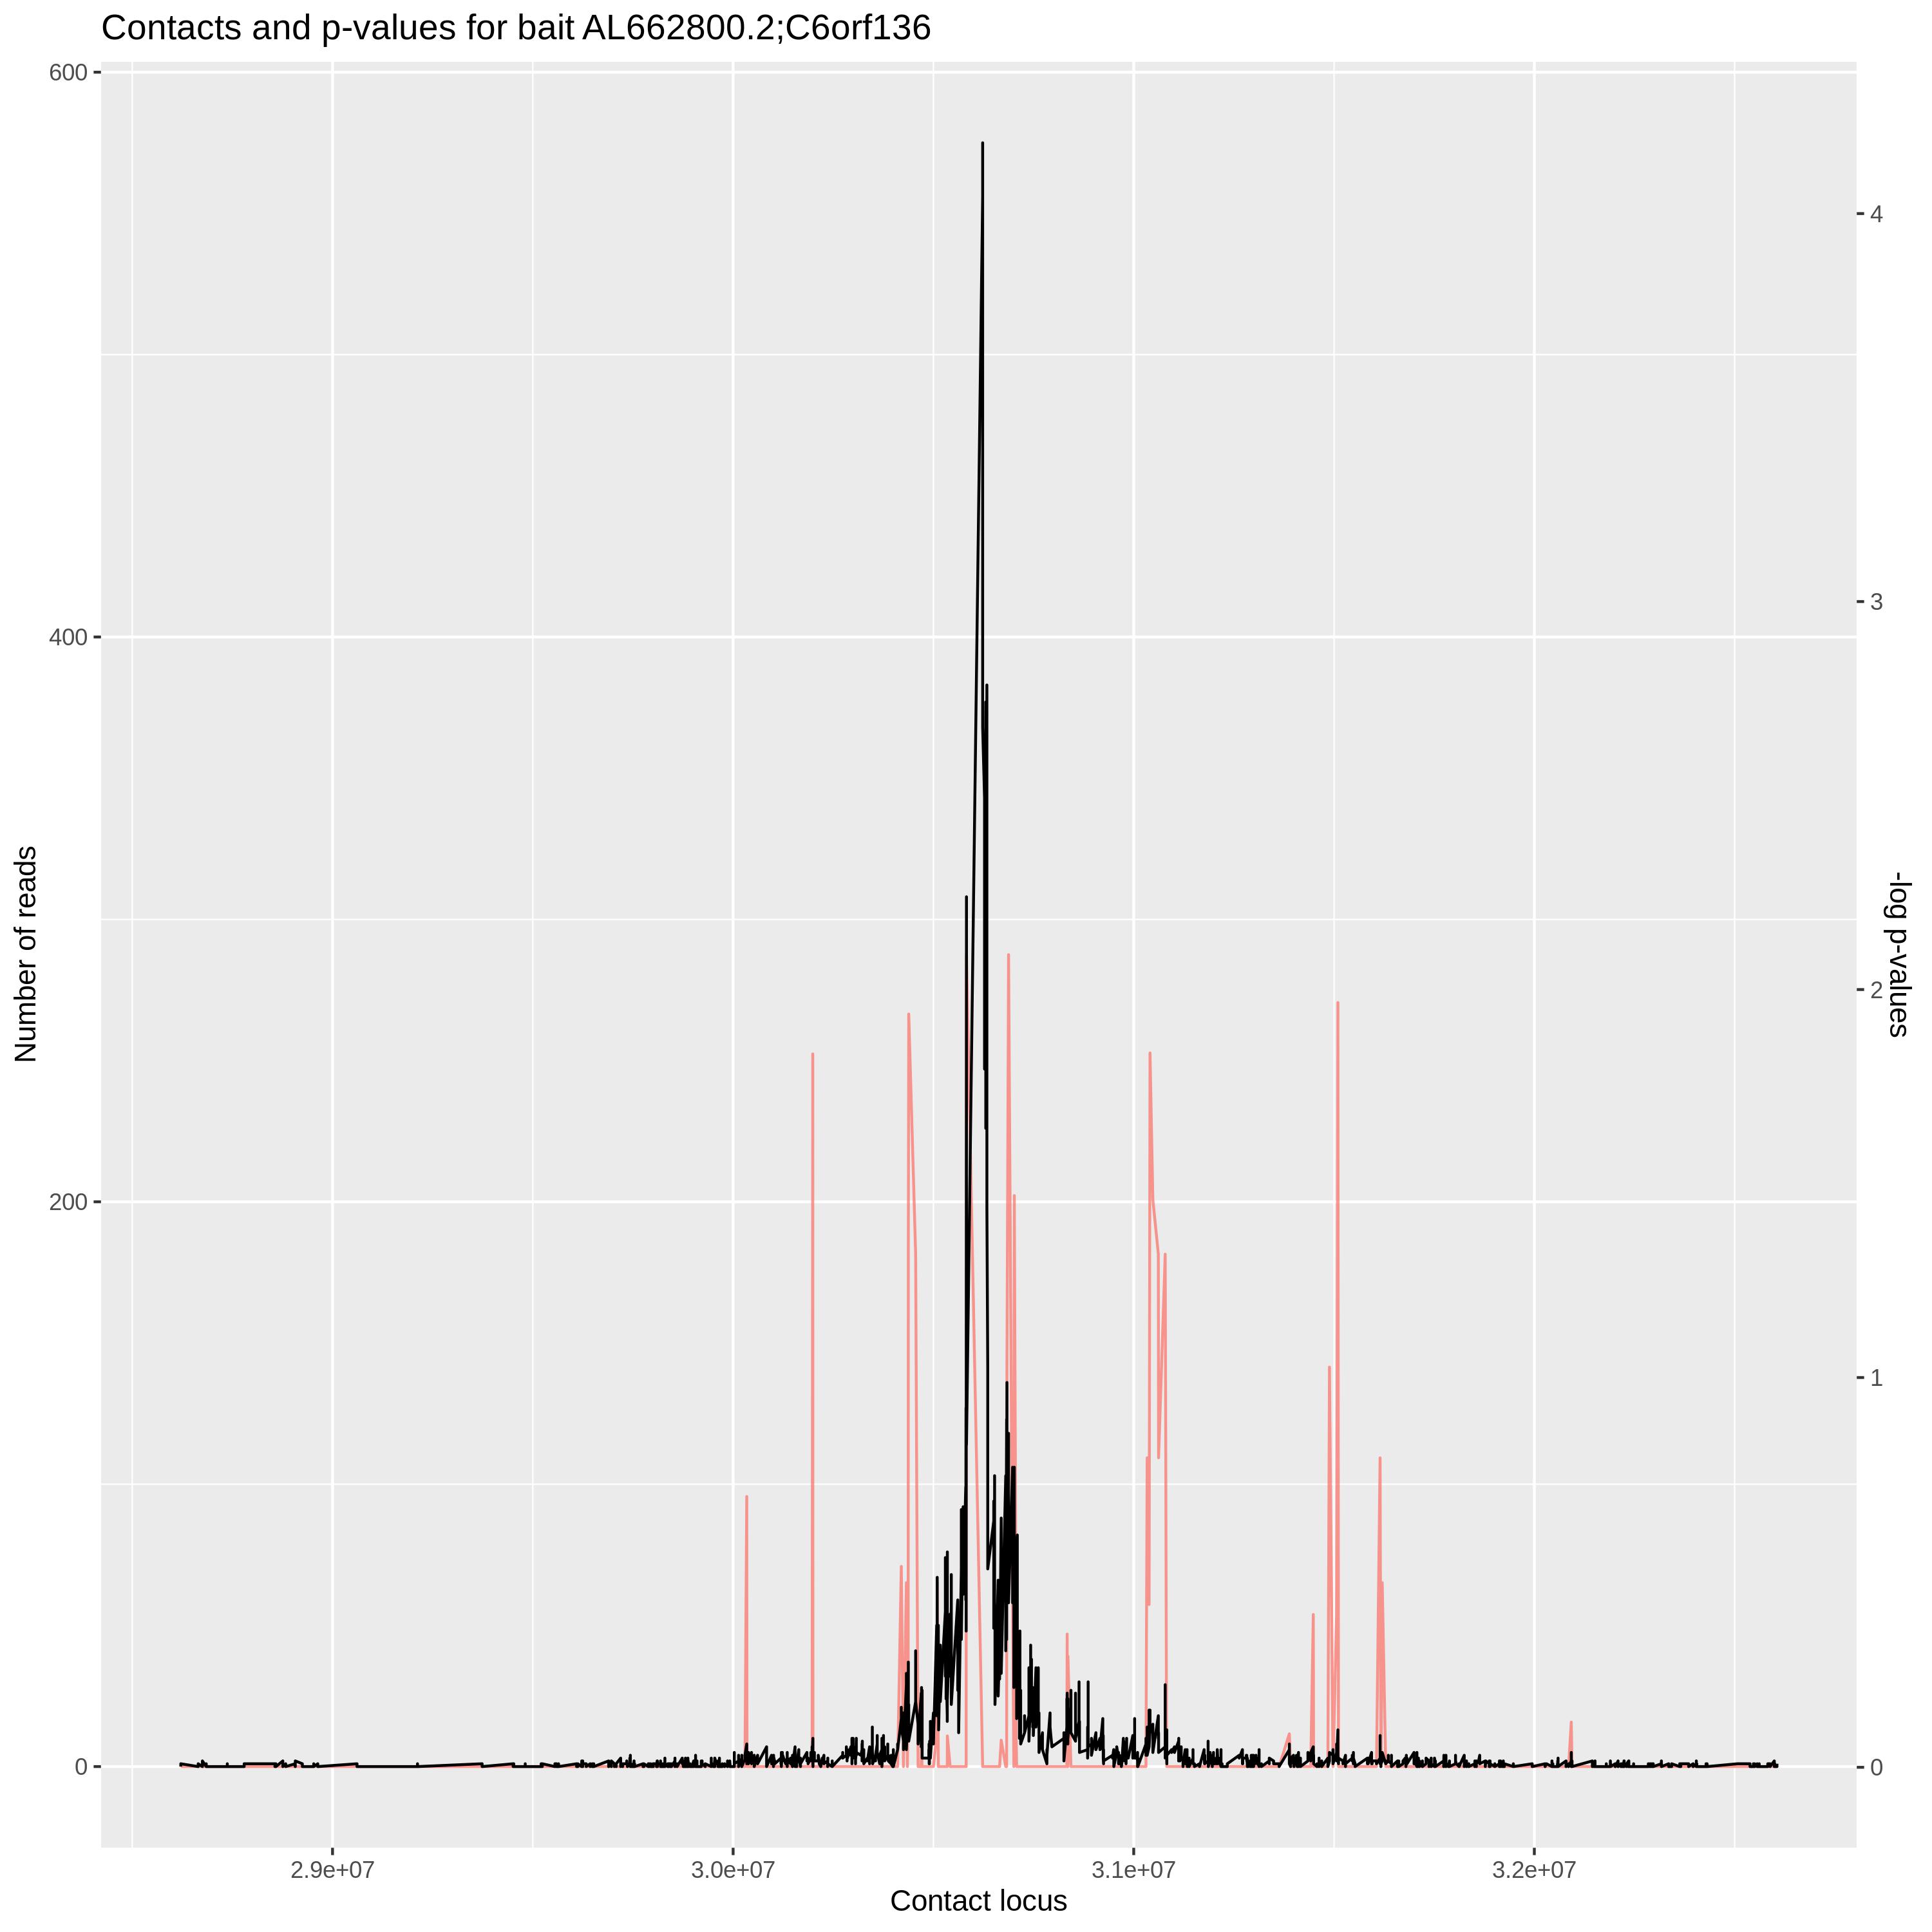 Contacts and p-values for bait AL662800.2;C6orf136
600
400
200
0
Number of reads
4
3
2
1
0
-log p-values
2.9e+07
3.0e+07
3.1e+07
3.2e+07
Contact locus